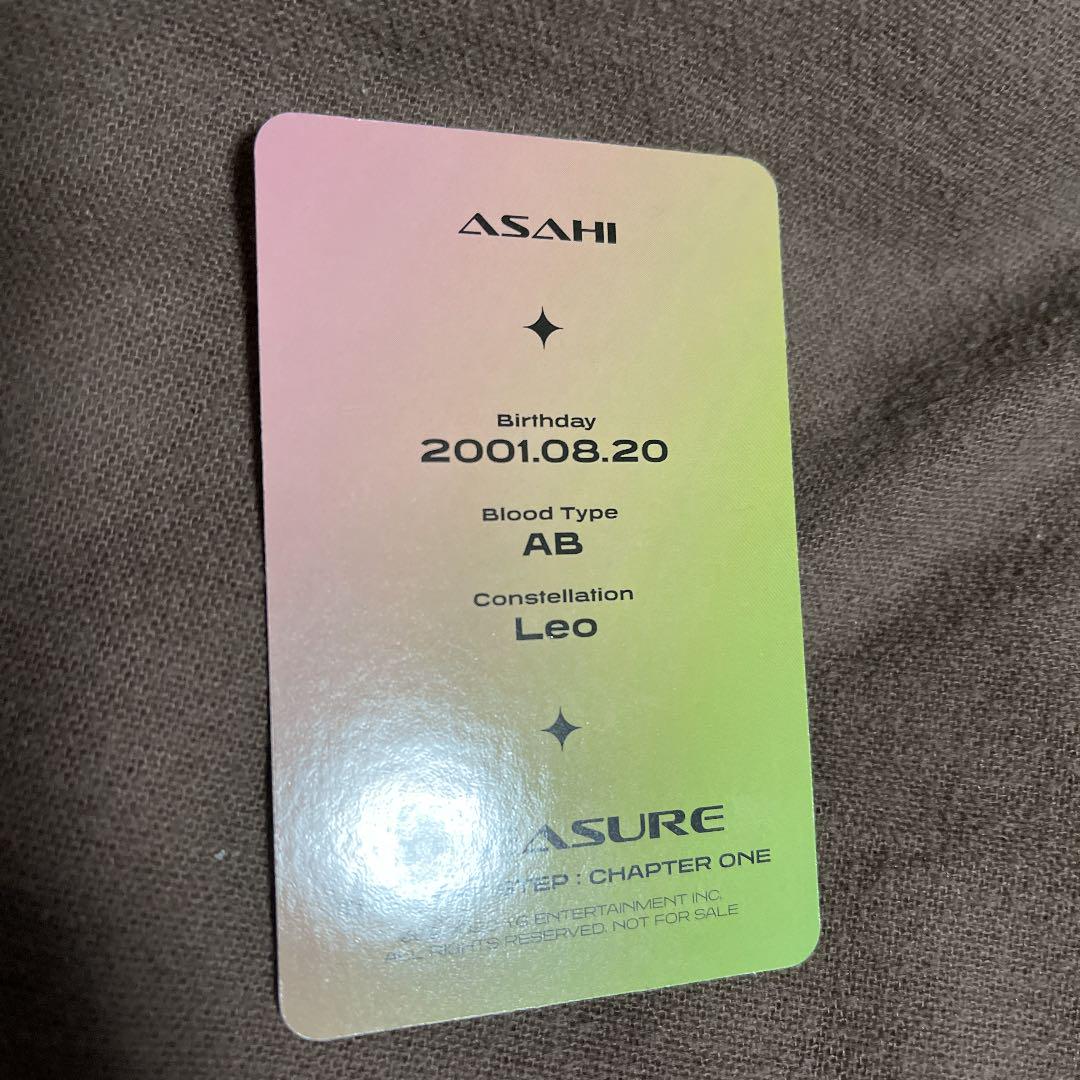 ASAHI
Birthday
2001.08.20
Blood Type
AB
Constellation
Leo
ASURE
STEP : CHAPTER ONE
YG ENTERTAINMENT INC.
ALL RIGHTS RESERVED. NOT FOR SALE